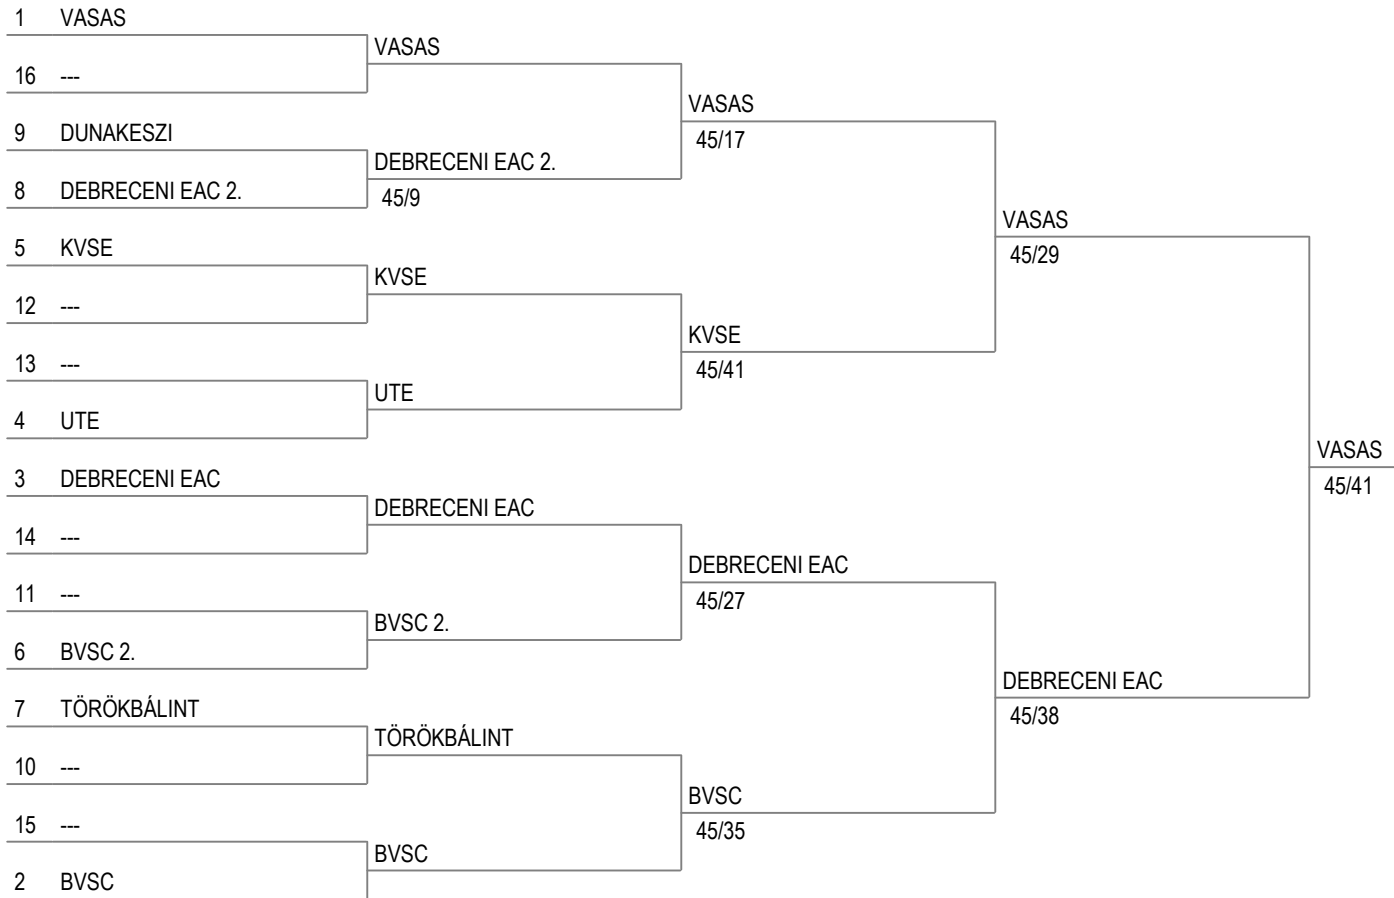 1 VASAS
16 ---
9 DUNAKESZI
8 DEBRECENI EAC 2.
5 KVSE
12 ---
13 ---
4 UTE
3 DEBRECENI EAC
14 ---
11 ---
6 BVSC 2.
7 TÖRÖKBÁLINT
10 ---
15 ---
2 BVSC
VASAS
DEBRECENI EAC 2.
45/9
KVSE
UTE
DEBRECENI EAC
BVSC 2.
TÖRÖKBÁLINT
BVSC
VASAS
45/17
KVSE
45/41
DEBRECENI EAC
45/27
BVSC
45/35
VASAS
45/29
DEBRECENI EAC
45/38
VASAS
45/41